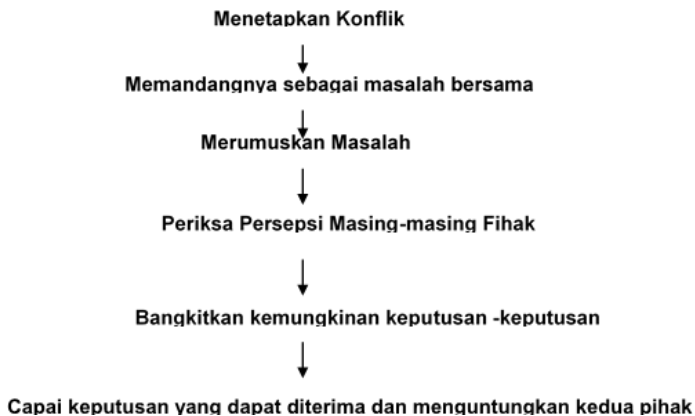 Menetapkan Konflik
Memandangnya sebagai masalah bersama
Merumuskan Masalah
Periksa Persepsi Masing-masing Fihak
Bangkitkan kemungkinan keputusan -keputusan
Capai keputusan yang dapat diterima dan menguntungkan kedua pihak